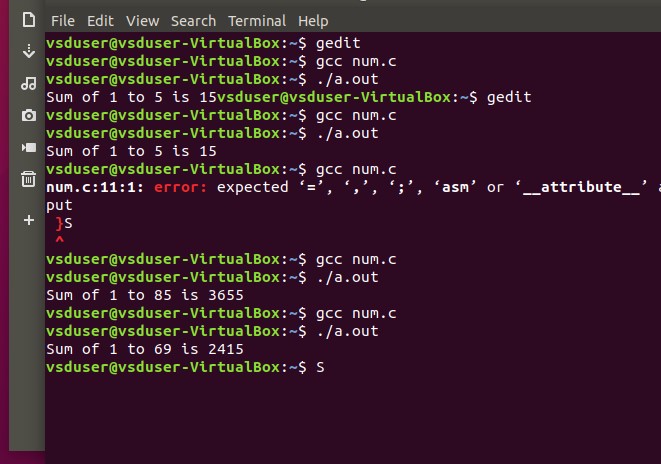 File Edit View Search Terminal Help
vsduser@vsduser-VirtualBox:~$ gedit
vsduser@vsduser-VirtualBox:~$ gcc num.c
vsduser@vsduser-VirtualBox:~$ ./a.out
Sum of 1 to 5 is 15vsduser@vsduser-VirtualBox:~$ gedit
vsduser@vsduser-VirtualBox:~$ gcc num.c
vsduser@vsduser-VirtualBox:~$ ./a.out
Sum of 1 to 5 is 15
vsduser@vsduser-VirtualBox:~$ gcc num.c
num.c:11:1: error: expected ‘=’, ‘,’, ‘;’, ‘asm’ or ‘__attribute__’ a
put
 }S
 ^
vsduser@vsduser-VirtualBox:~$ gcc num.c
vsduser@vsduser-VirtualBox:~$ ./a.out
Sum of 1 to 85 is 3655
vsduser@vsduser-VirtualBox:~$ gcc num.c
vsduser@vsduser-VirtualBox:~$ ./a.out
Sum of 1 to 69 is 2415
vsduser@vsduser-VirtualBox:~$ S